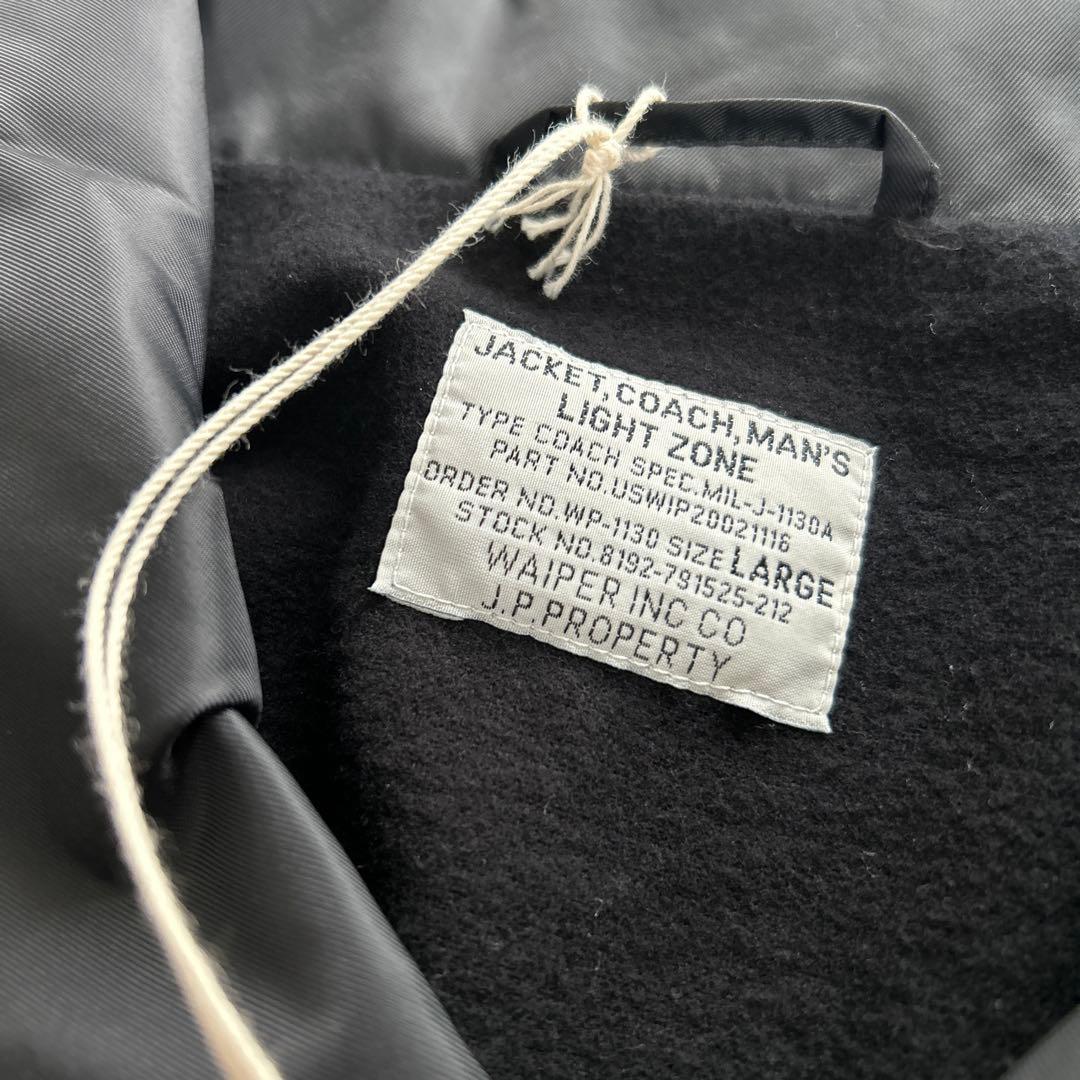 JACKET,COACH,MAN'S
LIGHT ZONE
TYPE COACH SPEC.MIL-J-1130A
PART NO.USWIP20021116
ORDER NO.WP-1130 SIZE LARGE
STOCK NO.8192-791525-212
WAIPER INC CO
J.P.PROPERTY